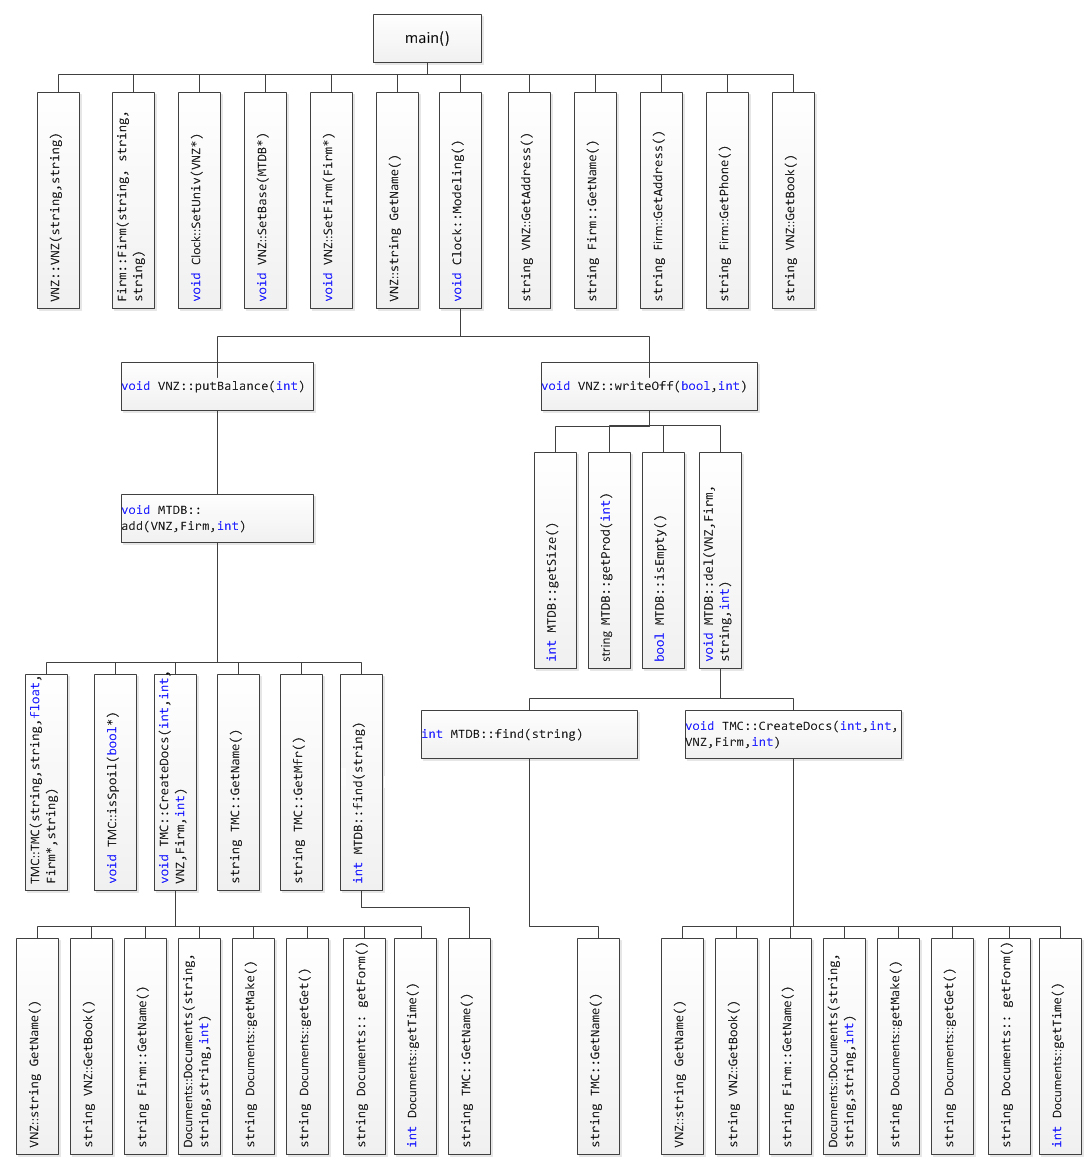 main()
VNZ::VNZ(string,string)
Firm::Firm(string, string,
string)
void Clock::SetUniv(VNZ*)
void VNZ::SetBase(MTDB*)
void VNZ::SetFirm(Firm*)
VNZ::string GetName()
void Clock::Modeling()
string VNZ::GetAddress()
string Firm::GetName()
string Firm::GetAddress()
string Firm::GetPhone()
string VNZ::GetBook()
void VNZ::putBalance(int)
void VNZ::writeOff(bool,int)
void MTDB::
add(VNZ,Firm,int)
int MTDB::getSize()
string MTDB::getProd(int)
bool MTDB::isEmpty()
void MTDB::del(VNZ,Firm,
string,int)
TMC::TMC(string,string,float,
Firm*,string)
void TMC::isSpoil(bool*)
void TMC::CreateDocs(int,int,
VNZ,Firm,int)
string TMC::GetName()
string TMC::GetMfr()
int MTDB::find(string)
int MTDB::find(string)
void TMC::CreateDocs(int,int,
VNZ,Firm,int)
VNZ::string GetName()
string VNZ::GetBook()
string Firm::GetName()
Documents::Documents(string,
string,string,int)
string Documents::getMake()
string Documents::getGet()
string Documents:: getForm()
int Documents::getTime()
string TMC::GetName()
string TMC::GetName()
VNZ::string GetName()
string VNZ::GetBook()
string Firm::GetName()
Documents::Documents(string,
string,string,int)
string Documents::getMake()
string Documents::getGet()
string Documents:: getForm()
int Documents::getTime()